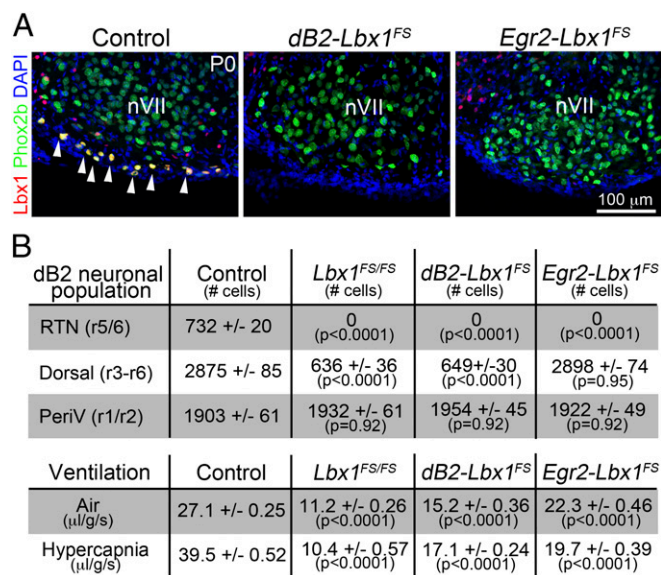 A
Control
dB2-Lbx1FS
Egr2-Lbx1FS
Lbx1 Phox2b DAPI
P0
nVII
nVII
nVII
100 μm
B
dB2 neuronal population
Control (# cells)
Lbx1FS/FS (# cells)
dB2-Lbx1FS (# cells)
Egr2-Lbx1FS (# cells)
RTN (r5/6)
732 +/- 20
0 (p<0.0001)
0 (p<0.0001)
0 (p<0.0001)
Dorsal (r3-r6)
2875 +/- 85
636 +/- 36 (p<0.0001)
649+/-30 (p<0.0001)
2898 +/- 74 (p=0.95)
PeriV (r1/r2)
1903 +/- 61
1932 +/- 61 (p=0.92)
1954 +/- 45 (p=0.92)
1922 +/- 49 (p=0.92)
Ventilation
Control
Lbx1FS/FS
dB2-Lbx1FS
Egr2-Lbx1FS
Air (μl/g/s)
27.1 +/- 0.25
11.2 +/- 0.26 (p<0.0001)
15.2 +/- 0.36 (p<0.0001)
22.3 +/- 0.46 (p<0.0001)
Hypercapnia (μl/g/s)
39.5 +/- 0.52
10.4 +/- 0.57 (p<0.0001)
17.1 +/- 0.24 (p<0.0001)
19.7 +/- 0.39 (p<0.0001)